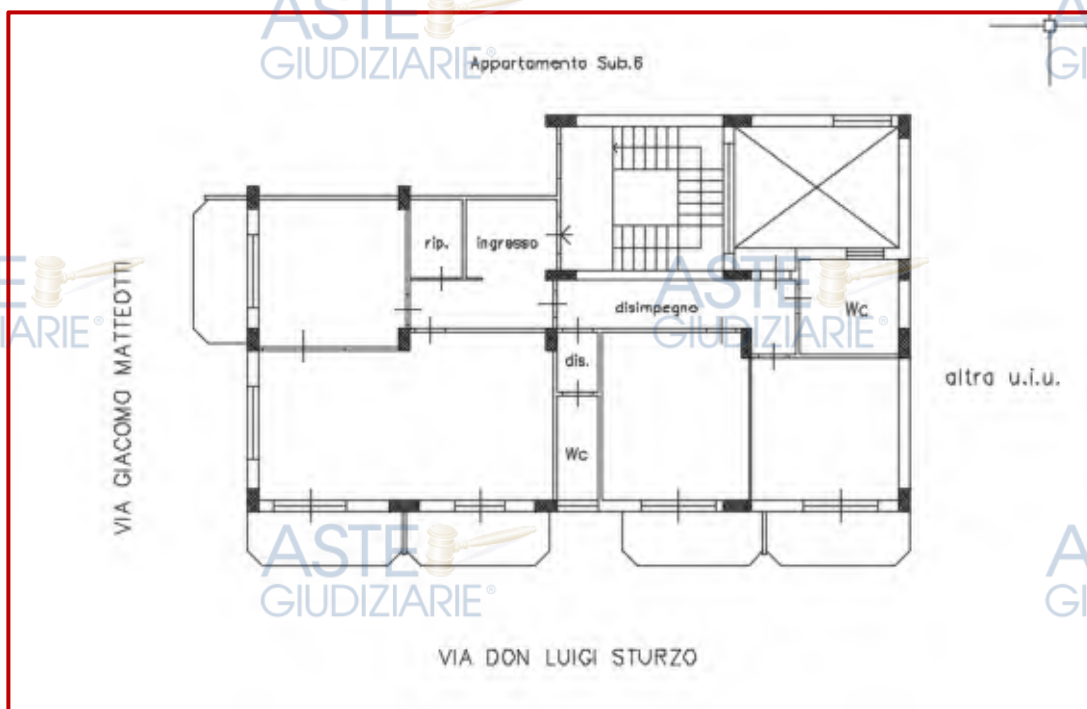 ASTE
GIUDIZIARIE
Appartamento Sub.6
rip.
ingresso
ASTE
GIUDIZIARIE®
disimpegno
Wc
dis.
Wc
altra u.i.u.
VIA GIACOMO MATTEOTTI
ARIE®
ASTE
GIUDIZIARIE®
VIA DON LUIGI STURZO